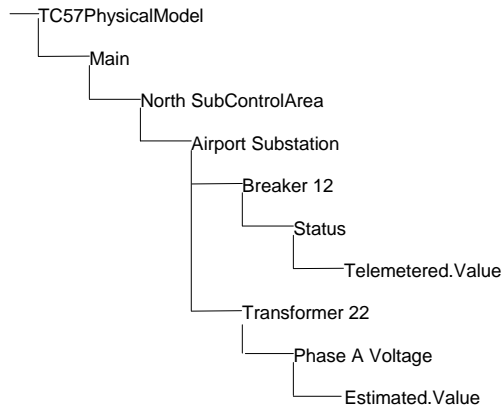 TC57PhysicalModel
Main
North SubControlArea
Airport Substation
Breaker 12
Status
Telemetered.Value
Transformer 22
Phase A Voltage
Estimated.Value